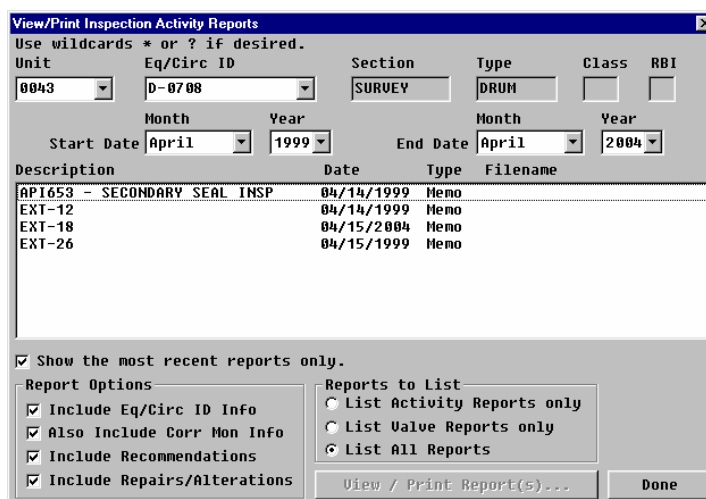 View/Print Inspection Activity Reports
Use wildcards * or ? if desired.
Unit Eq/Circ ID Section Type Class RBI
0043 D-0708 SURVEY DRUM
Month Year Month Year
Start Date April 1999 End Date April 2004
Description Date Type Filename
API653 - SECONDARY SEAL INSP 04/14/1999 Memo
EXT-12 04/14/1999 Memo
EXT-18 04/15/2004 Memo
EXT-26 04/15/1999 Memo
Show the most recent reports only.
Report Options
Include Eq/Circ ID Info
Also Include Corr Mon Info
Include Recommendations
Include Repairs/Alterations
Reports to List
List Activity Reports only
List Valve Reports only
List All Reports
View / Print Report(s)... Done